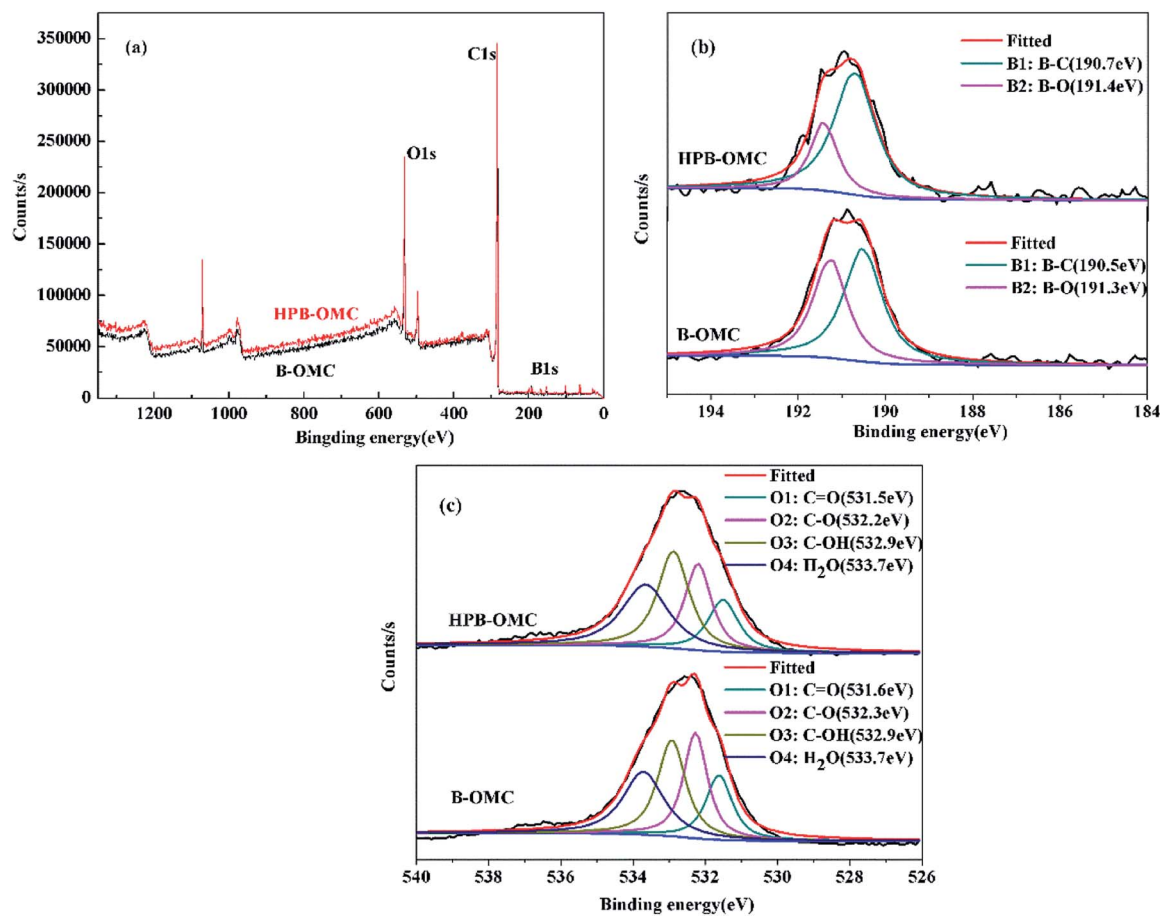 (a)
350000
300000
250000
200000
150000
100000
50000
0
Counts/s
C1s
O1s
HPB-OMC
B-OMC
B1s
1200 1000 800 600 400 200 0
Bingding energy(eV)
(b)
Fitted
B1: B-C(190.7eV)
B2: B-O(191.4eV)
HPB-OMC
Counts/s
Fitted
B1: B-C(190.5eV)
B2: B-O(191.3eV)
B-OMC
194 192 190 188 186 184
Binding energy(eV)
(c)
Fitted
O1: C=O(531.5eV)
O2: C-O(532.2eV)
O3: C-OH(532.9eV)
O4: H2O(533.7eV)
HPB-OMC
Counts/s
Fitted
O1: C=O(531.6eV)
O2: C-O(532.3eV)
O3: C-OH(532.9eV)
O4: H2O(533.7eV)
B-OMC
540 538 536 534 532 530 528 526
Binding energy(eV)